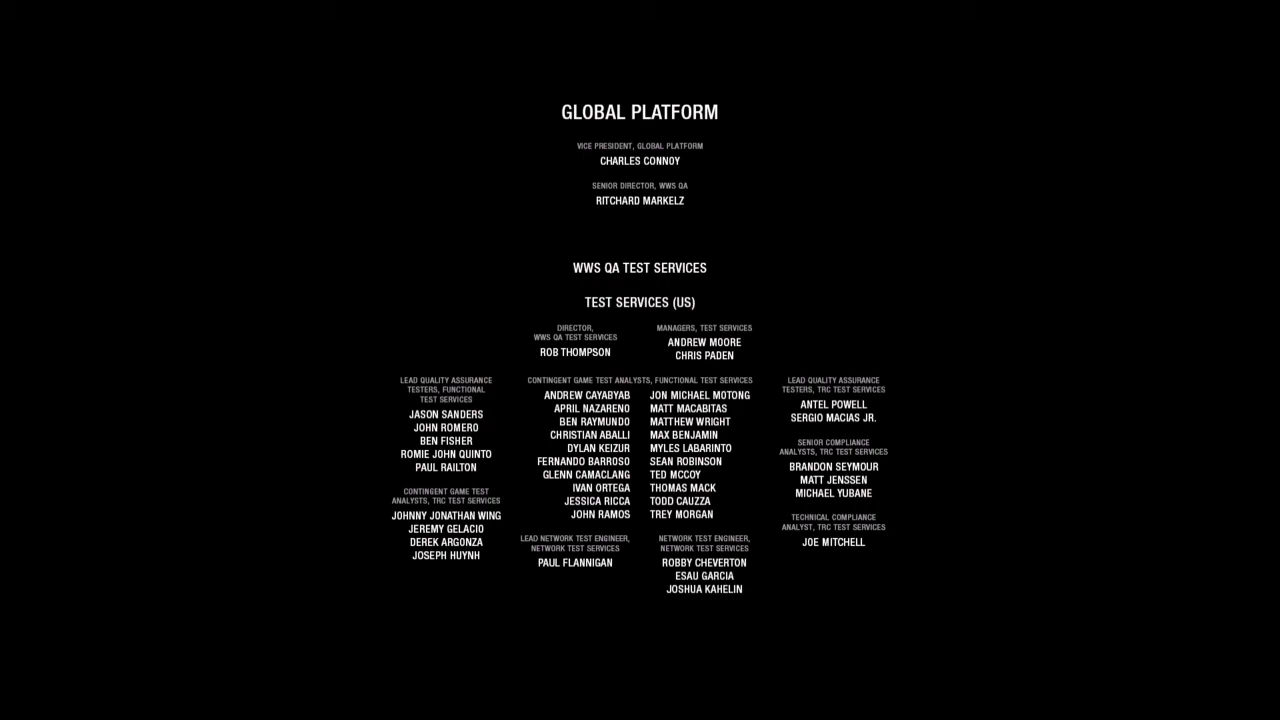 GLOBAL PLATFORM
VICE PRESIDENT, GLOBAL PLATFORM
CHARLES CONNOY
SENIOR DIRECTOR, WWS QA
RITCHARD MARKELZ
WWS QA TEST SERVICES
TEST SERVICES (US)
DIRECTOR,
WWS QA TEST SERVICES
ROB THOMPSON
MANAGERS, TEST SERVICES
ANDREW MOORE
CHRIS PADEN
LEAD QUALITY ASSURANCE
TESTERS, FUNCTIONAL
TEST SERVICES
JASON SANDERS
JOHN ROMERO
BEN FISHER
ROMIE JOHN QUINTO
PAUL RAILTON
CONTINGENT GAME TEST
ANALYSTS, TRC TEST SERVICES
JOHNNY JONATHAN WING
JEREMY GELACIO
DEREK ARGONZA
JOSEPH HUYNH
CONTINGENT GAME TEST ANALYSTS, FUNCTIONAL TEST SERVICES
ANDREW CAYABYAB
APRIL NAZARENO
BEN RAYMUNDO
CHRISTIAN ABALLI
DYLAN KEIZUR
FERNANDO BARROSO
GLENN CAMACLANG
IVAN ORTEGA
JESSICA RICCA
JOHN RAMOS
JON MICHAEL MOTONG
MATT MACABITAS
MATTHEW WRIGHT
MAX BENJAMIN
MYLES LABARINTO
SEAN ROBINSON
TED MCCOY
THOMAS MACK
TODD CAUZZA
TREY MORGAN
LEAD NETWORK TEST ENGINEER,
NETWORK TEST SERVICES
PAUL FLANNIGAN
NETWORK TEST ENGINEER,
NETWORK TEST SERVICES
ROBBY CHEVERTON
ESAU GARCIA
JOSHUA KAHELIN
LEAD QUALITY ASSURANCE
TESTERS, TRC TEST SERVICES
ANTEL POWELL
SERGIO MACIAS JR.
SENIOR COMPLIANCE
ANALYSTS, TRC TEST SERVICES
BRANDON SEYMOUR
MATT JENSSEN
MICHAEL YUBANE
TECHNICAL COMPLIANCE
ANALYST, TRC TEST SERVICES
JOE MITCHELL